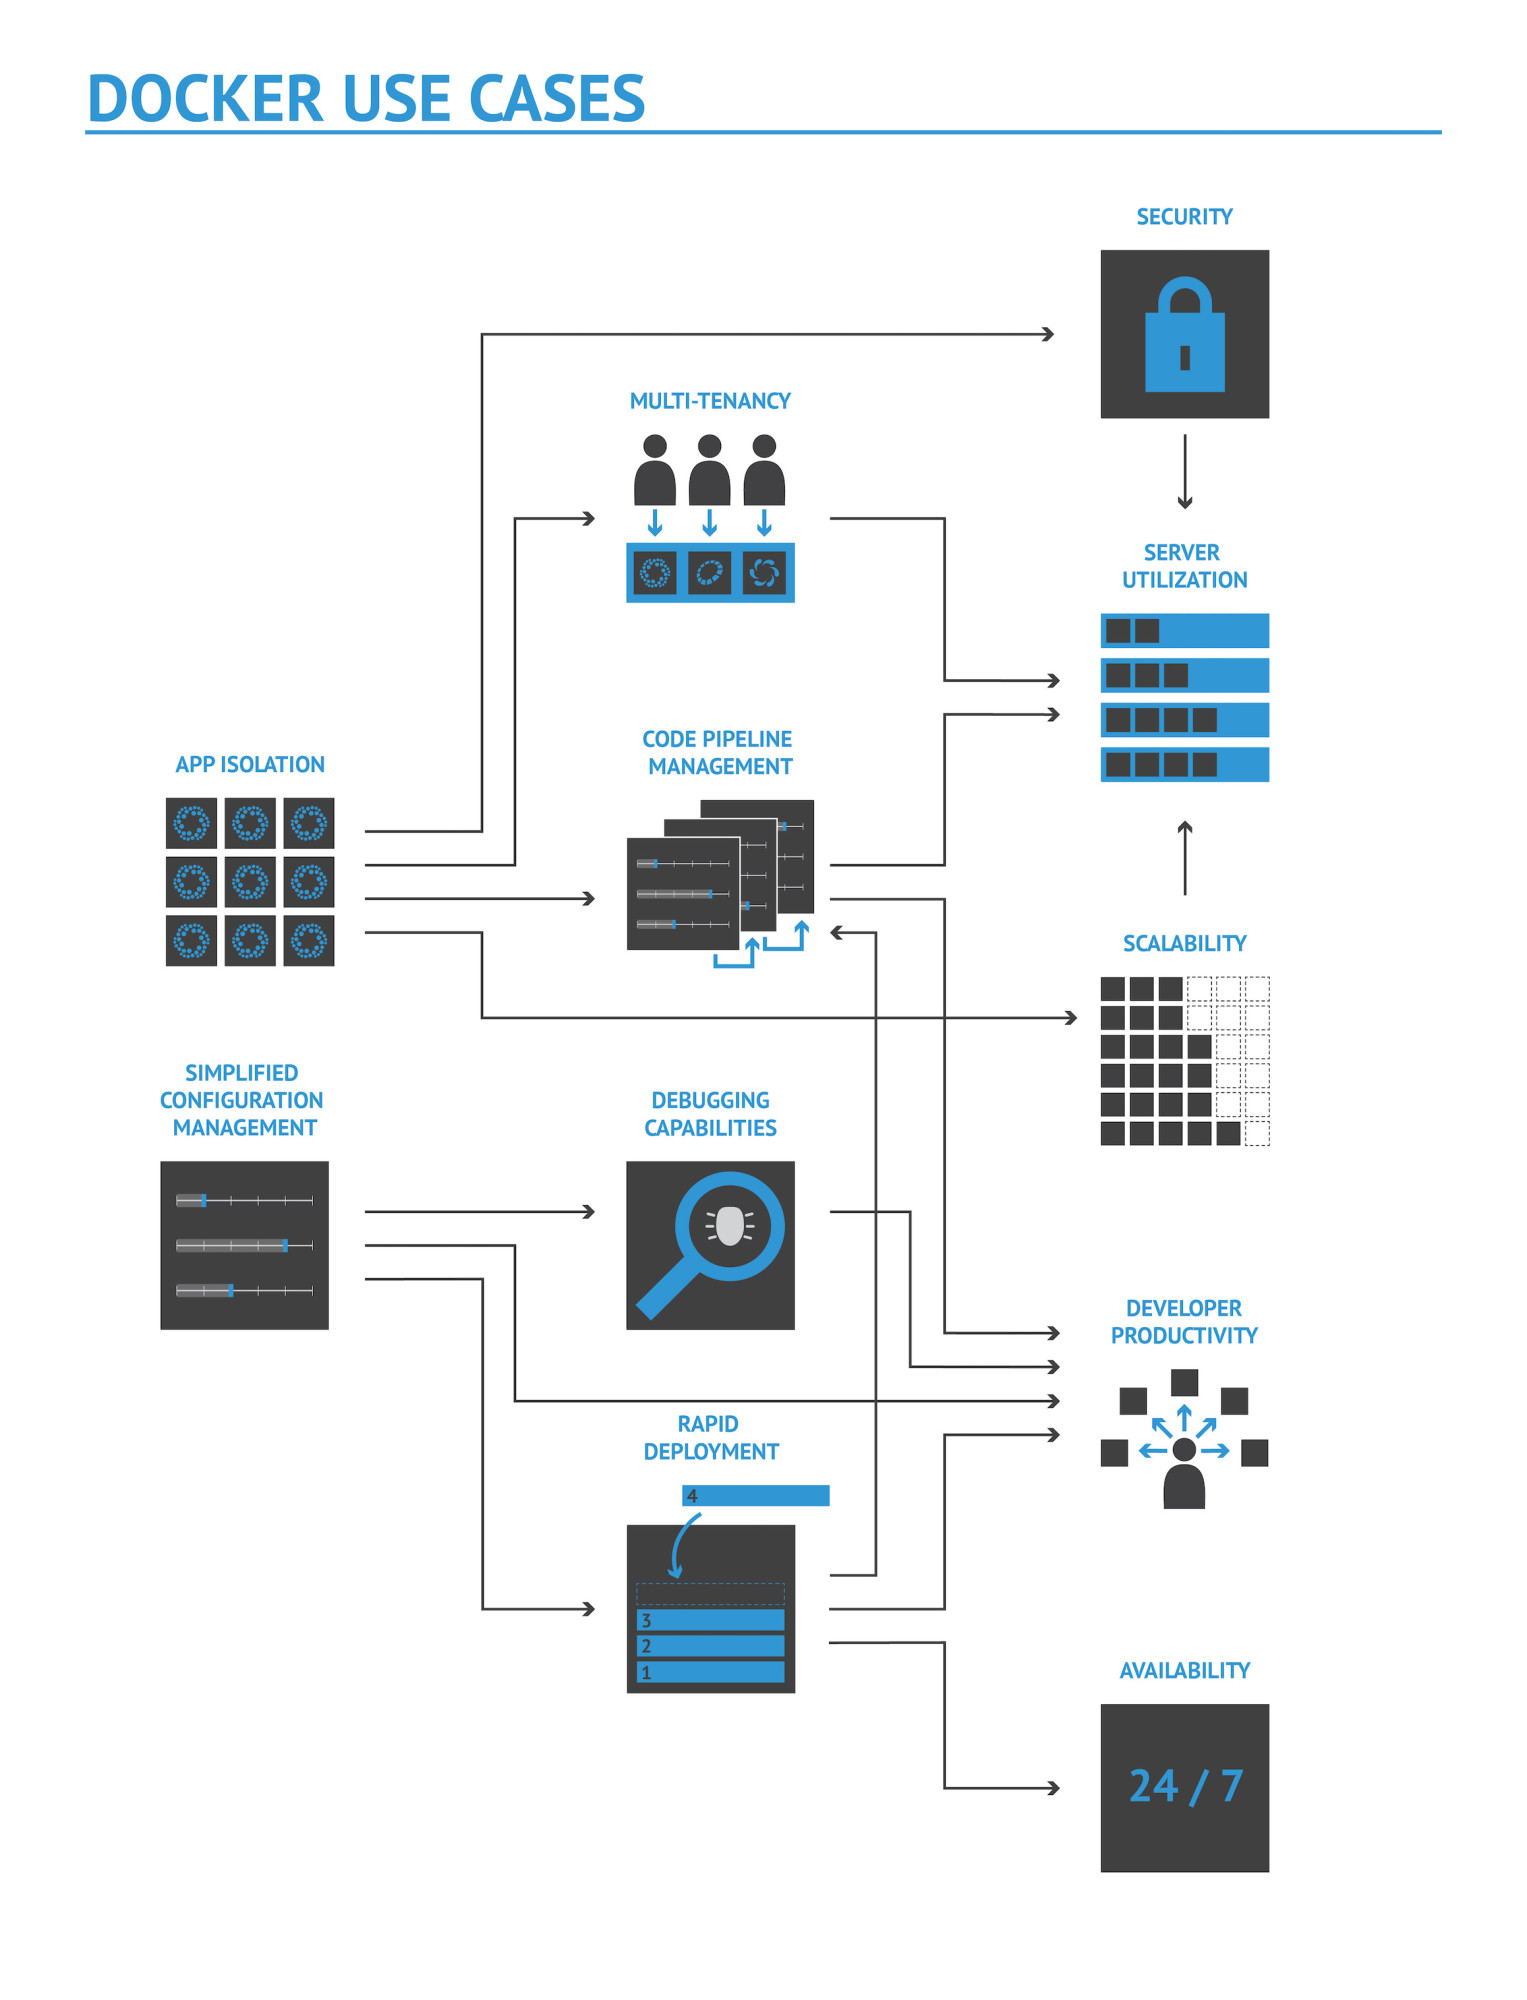 DOCKER USE CASES
SECURITY
MULTI-TENANCY
SERVER
UTILIZATION
CODE PIPELINE
MANAGEMENT
APP ISOLATION
SCALABILITY
SIMPLIFIED
CONFIGURATION
MANAGEMENT
DEBUGGING
CAPABILITIES
DEVELOPER
PRODUCTIVITY
RAPID
DEPLOYMENT
4
3
2
1
AVAILABILITY
24 / 7